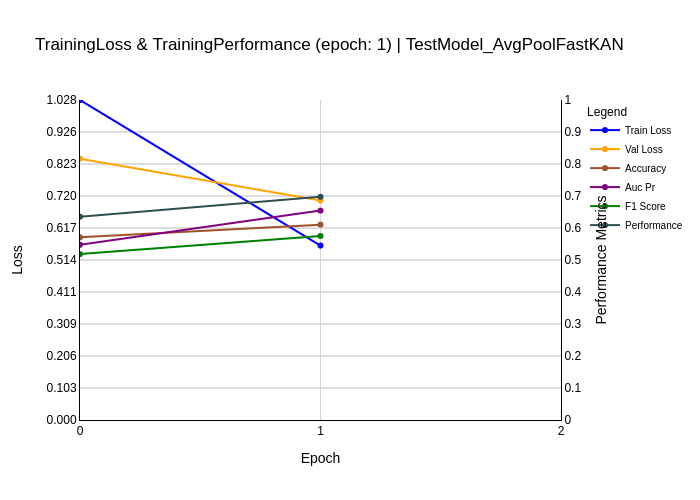 TrainingLoss & TrainingPerformance (epoch: 1) | TestModel_AvgPoolFastKAN
1.028
0.926
0.823
0.720
0.617
0.514
0.411
0.309
0.206
0.103
0.000
Loss
0
1
2
Epoch
1
0.9
0.8
0.7
0.6
0.5
0.4
0.3
0.2
0.1
0
Performance Metrics
Legend
Train Loss
Val Loss
Accuracy
Auc Pr
F1 Score
Performance